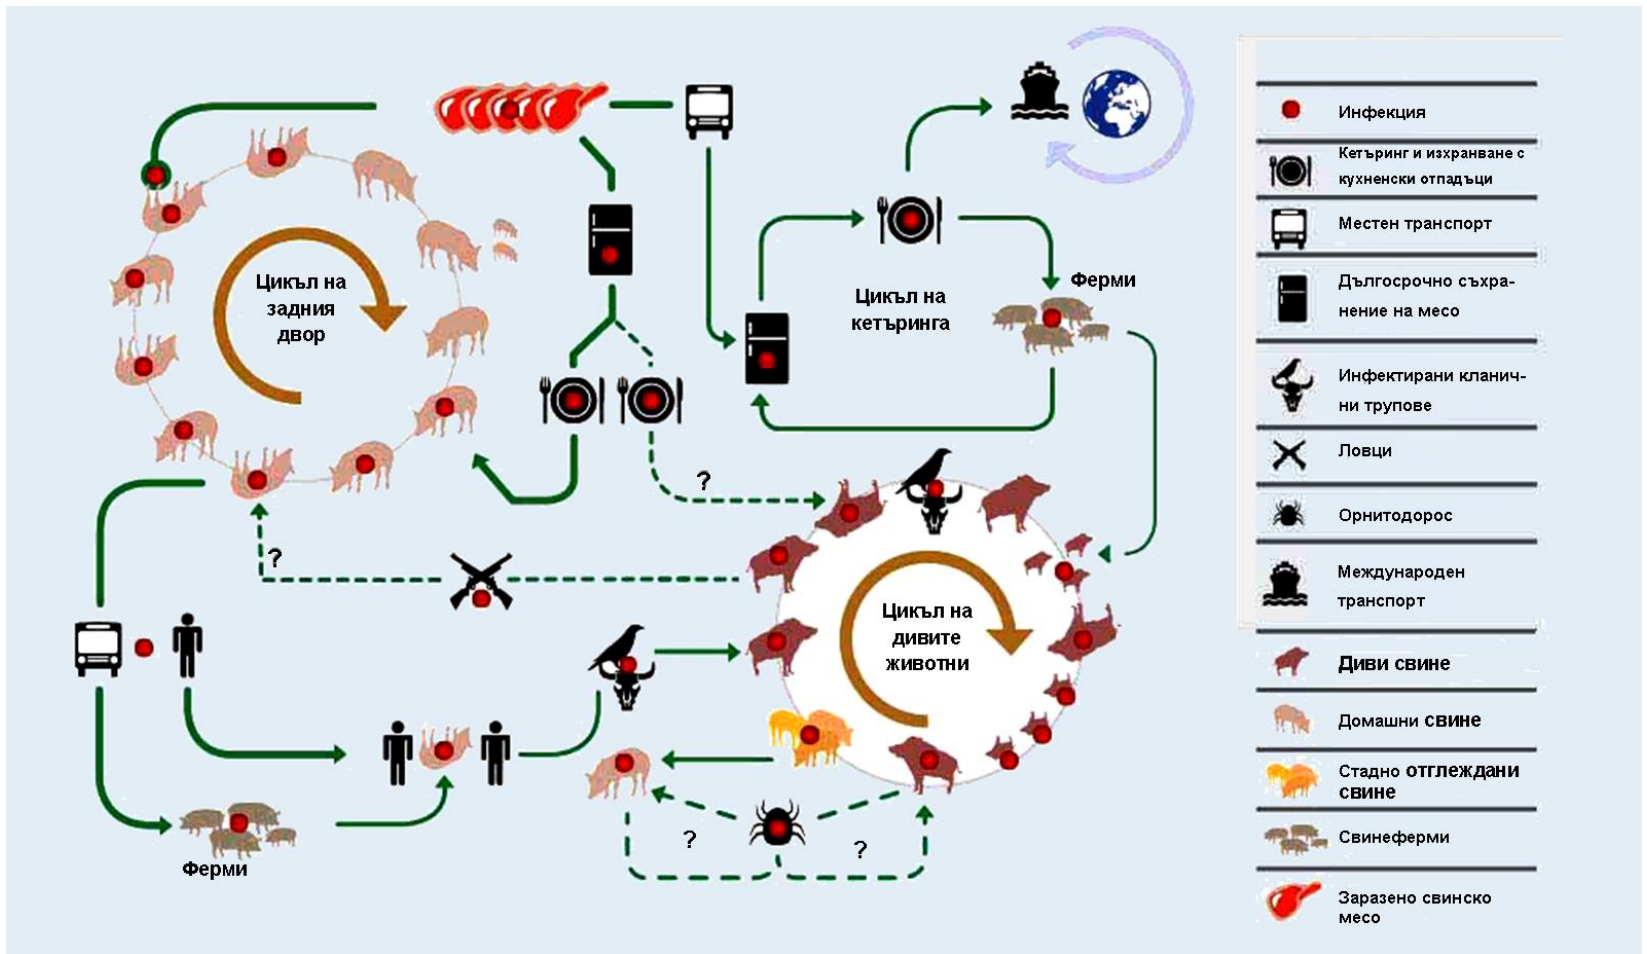 Цикъл на
задния
двор
Цикъл на
кетъринга
Ферми
?
?
Цикъл на
дивите
животни
?
?
Ферми
Инфекция
Кетъринг и изхранване с
кухненски отпадъци
Местен транспорт
Дългосрочно съхра-
нение на месо
Инфектирани кланич-
ни трупове
Ловци
Орнитодорос
Международен
транспорт
Диви свине
Домашни свине
Стадно отглеждани
свине
Свинеферми
Заразено свинско
месо